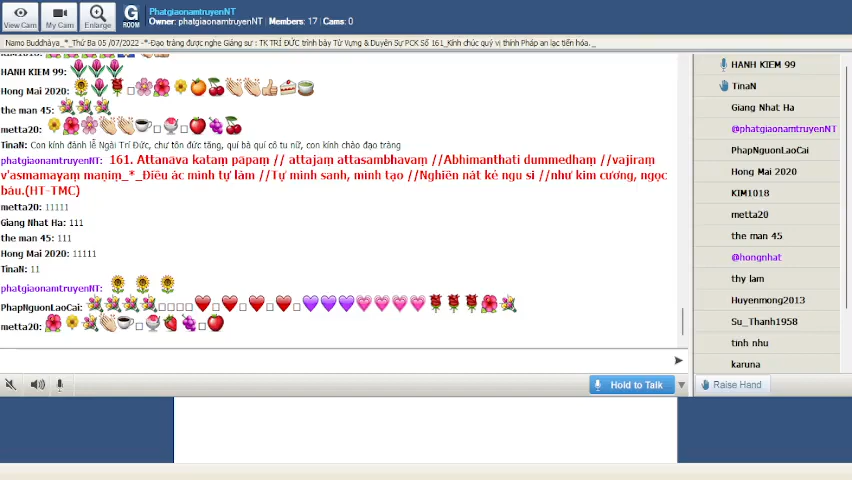 View Cam
My Cam
Enlarge
G
ROOM
PhatgiaonamtruyenNT
Owner: phatgiaonamtruyenNT | Members: 17 | Cams: 0
Namo Buddhàya_*_Thứ Ba 05 /07/2022 -*-Đạo tràng được nghe Giảng sư : TK TRÍ ĐỨC trình bày Từ Vựng & Duyên Sự PCK Số 161_Kính chúc quý vị thính Pháp an lạc tiến hóa. _
KIM1018:
HANH KIEM 99:
Hong Mai 2020:
the man 45:
metta20:
TinaN: Con kính đảnh lễ Ngài Trí Đức, chư tôn đức tăng, quí bà quí cô tu nữ, con kính chào đạo tràng
phatgiaonamtruyenNT: 161. Attanāva kataṃ pāpaṃ // attajaṃ attasambhavaṃ //Abhimanthati dummedhaṃ //vajiraṃ
v'asmamayaṃ maṇiṃ_*_Điều ác mình tự làm //Tự mình sanh, mình tạo //Nghiền nát kẻ ngu si //như kim cương, ngọc
báu.(HT-TMC)
metta20: 11111
Giang Nhat Ha: 111
the man 45: 111
Hong Mai 2020: 11111
TinaN: 11
phatgiaonamtruyenNT:
PhapNguonLaoCai:
metta20:
Hold to Talk
Raise Hand
HANH KIEM 99
TinaN
Giang Nhat Ha
@phatgiaonamtruyenNT
PhapNguonLaoCai
Hong Mai 2020
KIM1018
metta20
the man 45
@hongnhat
thy lam
Huyenmong2013
Su_Thanh1958
tinh nhu
karuna